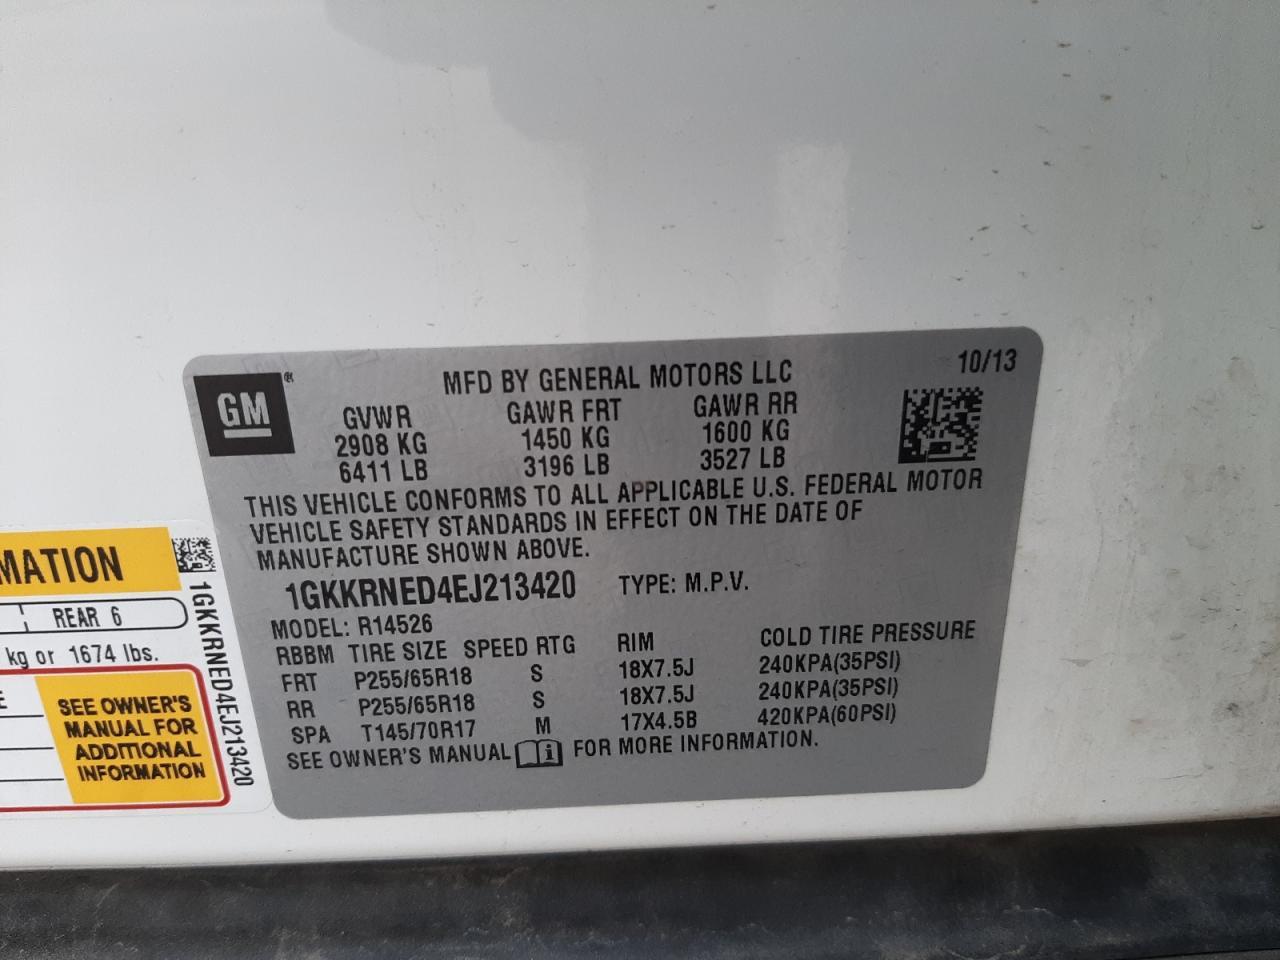 10/13
GM®
MFD BY GENERAL MOTORS LLC
GVWR GAWR FRT GAWR RR
2908 KG 1450 KG 1600 KG
6411 LB 3196 LB 3527 LB
THIS VEHICLE CONFORMS TO ALL APPLICABLE U.S. FEDERAL MOTOR
VEHICLE SAFETY STANDARDS IN EFFECT ON THE DATE OF
MANUFACTURE SHOWN ABOVE.
1GKKRNED4EJ213420 TYPE: M.P.V.
MODEL: R14526
RBBM TIRE SIZE SPEED RTG RIM COLD TIRE PRESSURE
FRT P255/65R18 S 18X7.5J 240KPA(35PSI)
RR P255/65R18 S 18X7.5J 240KPA(35PSI)
SPA T145/70R17 M 17X4.5B 420KPA(60PSI)
SEE OWNER'S MANUAL i FOR MORE INFORMATION.
MATION
REAR 6
kg or 1674 lbs.
E
SEE OWNER'S
MANUAL FOR
ADDITIONAL
INFORMATION
1GKKRNED4EJ213420